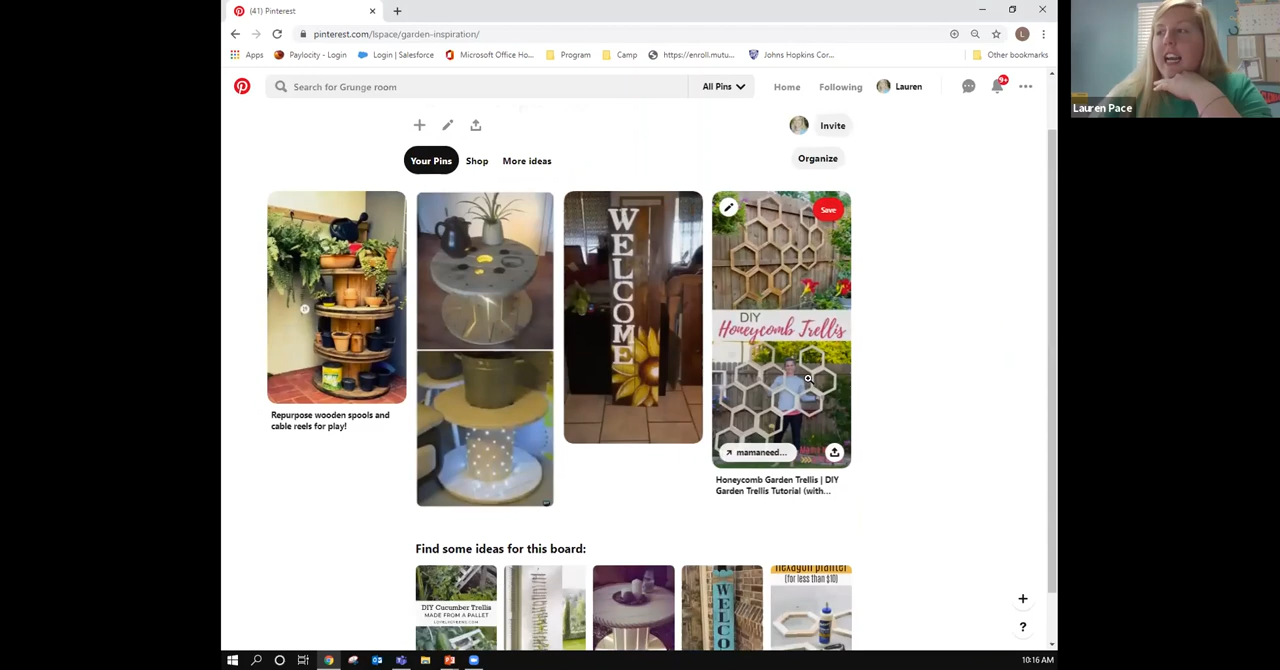 (41) Pinterest
pinterest.com/lspace/garden-inspiration/
Apps Paylocity - Login Login | Salesforce Microsoft Office Ho... Program Camp https://enroll.mutu... Johns Hopkins Cor... Other bookmarks
Search for Grunge room All Pins Home Following Lauren 9+
Invite
Your Pins Shop More ideas Organize
WELCOME
Save
DIY
Honeycomb Trellis
mamaneed...
Repurpose wooden spools and
cable reels for play!
Honeycomb Garden Trellis | DIY
Garden Trellis Tutorial (with...
Find some ideas for this board:
DIY Cucumber Trellis
MADE FROM A PALLET
WELCO
hexagon planter
(for less than $10)
?
10:16 AM
Lauren Pace
L